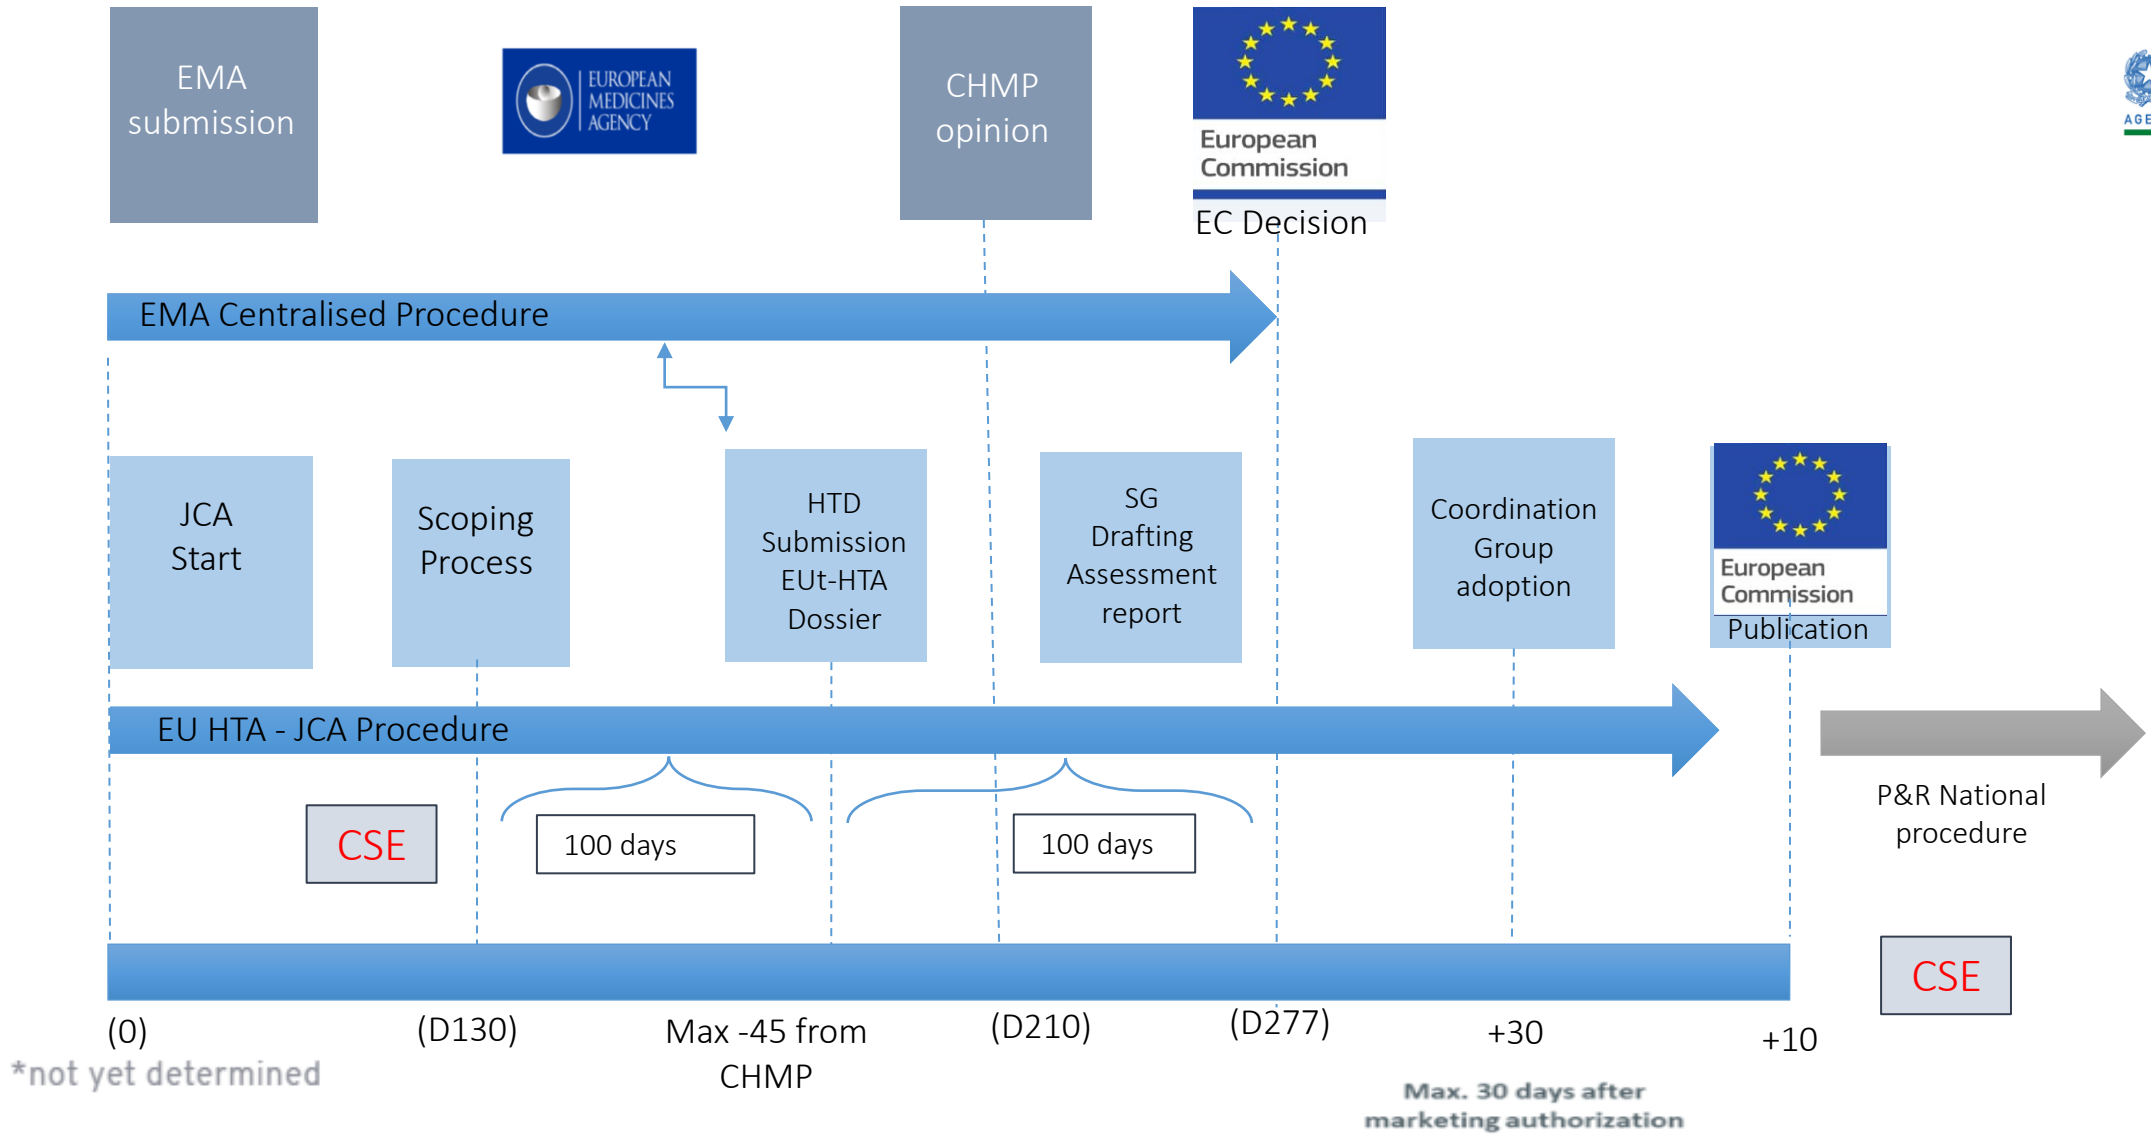 EMA
submission
EUROPEAN
MEDICINES
AGENCY
CHMP
opinion
European
Commission
EC Decision
AGE
EMA Centralised Procedure
JCA
Start
Scoping
Process
HTD
Submission
EUt-HTA
Dossier
SG
Drafting
Assessment
report
Coordination
Group
adoption
European
Commission
Publication
EU HTA - JCA Procedure
CSE
100 days
100 days
P&R National
procedure
CSE
(0)
(D130)
Max -45 from
CHMP
(D210)
(D277)
+30
+10
*not yet determined
Max. 30 days after
marketing authorization